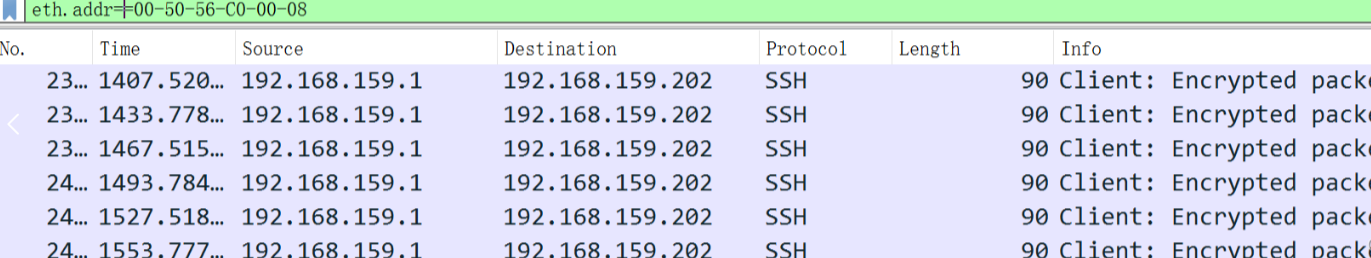 eth.addr==00-50-56-C0-00-08
No. Time Source Destination Protocol Length Info
23… 1407.520… 192.168.159.1 192.168.159.202 SSH 90 Client: Encrypted packe
23… 1433.778… 192.168.159.1 192.168.159.202 SSH 90 Client: Encrypted packe
23… 1467.515… 192.168.159.1 192.168.159.202 SSH 90 Client: Encrypted packe
24… 1493.784… 192.168.159.1 192.168.159.202 SSH 90 Client: Encrypted packe
24… 1527.518… 192.168.159.1 192.168.159.202 SSH 90 Client: Encrypted packe
24… 1553.777… 192.168.159.1 192.168.159.202 SSH 90 Client: Encrypted packe